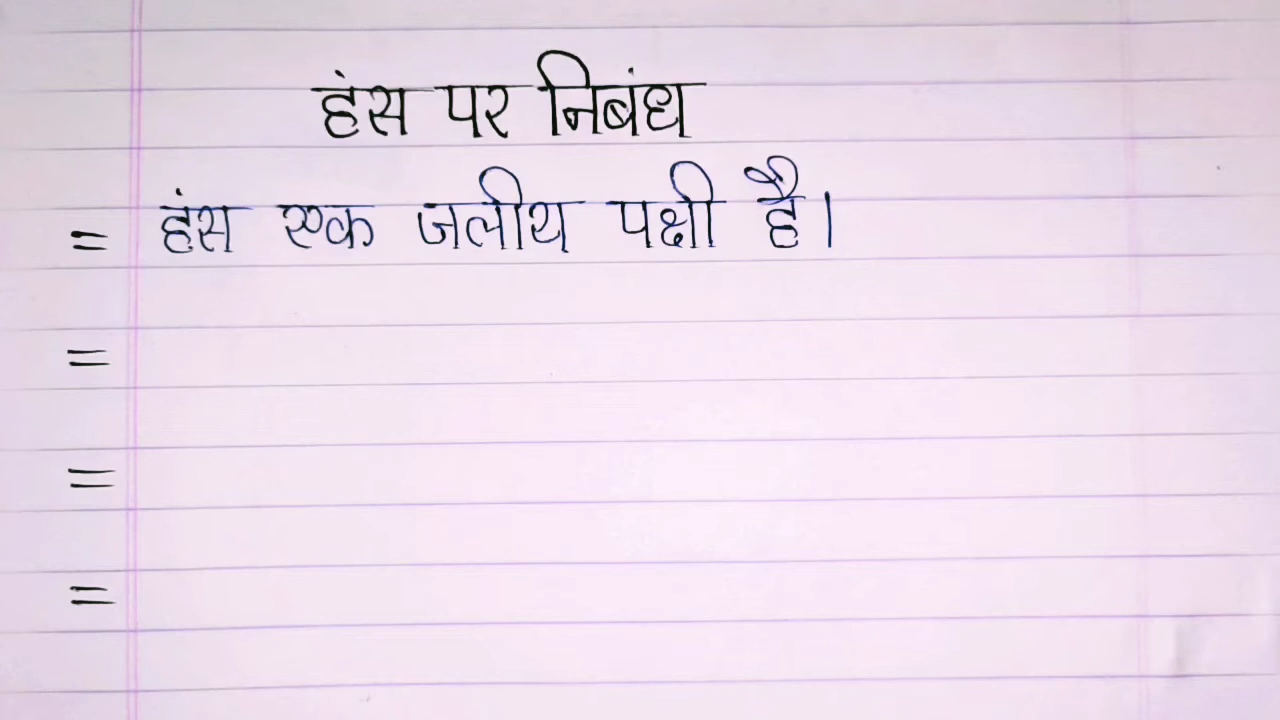 हंस पर निबंध
= हंस एक जलीय पक्षी है।
=
=
=